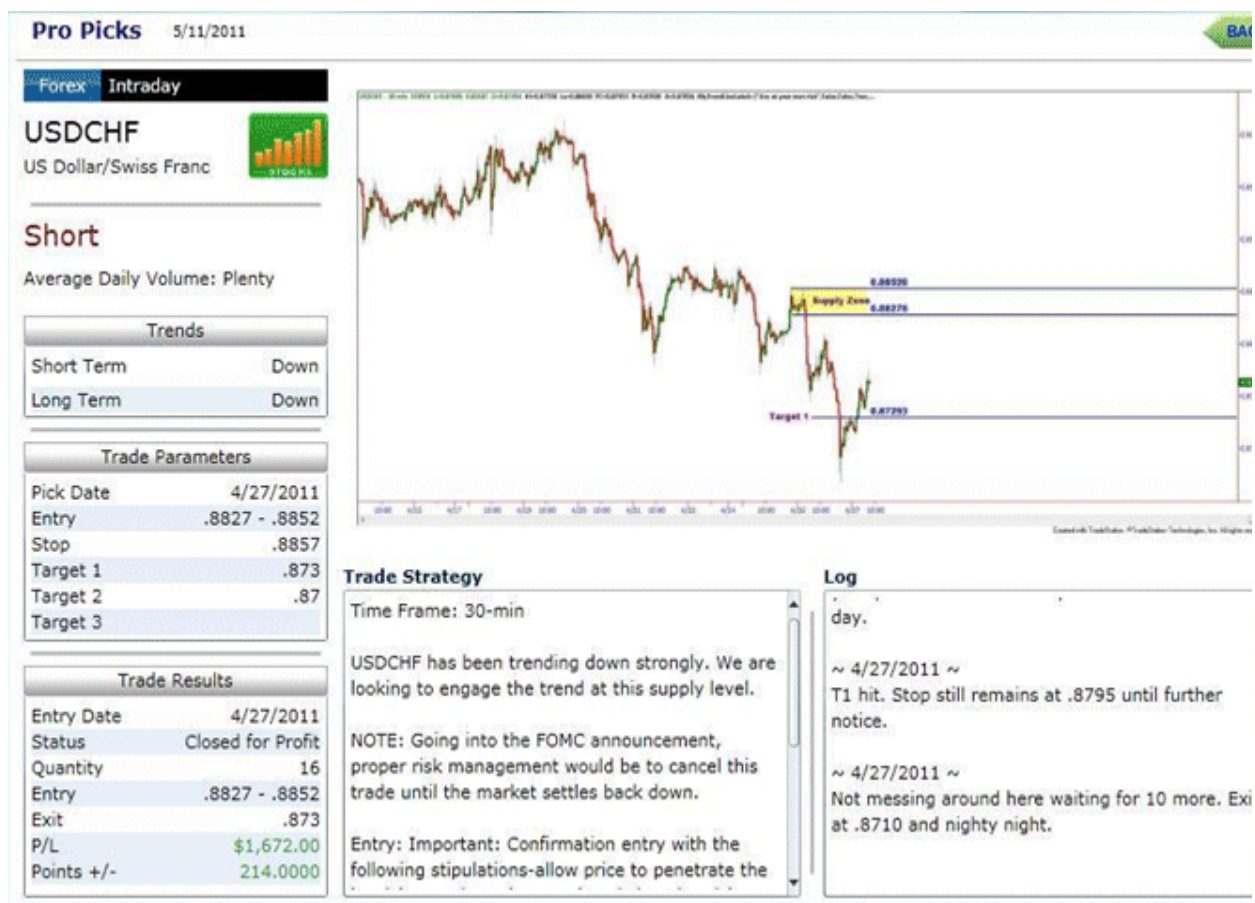 Pro Picks 5/11/2011
Forex Intraday
USDCHF
US Dollar/Swiss Franc
STOCKS
Short
Average Daily Volume: Plenty
Trends
Short Term Down
Long Term Down
Trade Parameters
Pick Date 4/27/2011
Entry .8827 - .8852
Stop .8857
Target 1 .873
Target 2 .87
Target 3
Trade Results
Entry Date 4/27/2011
Status Closed for Profit
Quantity 16
Entry .8827 - .8852
Exit .873
P/L $1,672.00
Points +/- 214.0000
0.88526
Supply Zone
0.88275
Target 1
0.87293
Trade Strategy
Time Frame: 30-min
USDCHF has been trending down strongly. We are
looking to engage the trend at this supply level.
NOTE: Going into the FOMC announcement,
proper risk management would be to cancel this
trade until the market settles back down.
Entry: Important: Confirmation entry with the
following stipulations-allow price to penetrate the
Log
day.
~ 4/27/2011 ~
T1 hit. Stop still remains at .8795 until further
notice.
~ 4/27/2011 ~
Not messing around here waiting for 10 more. Exi
at .8710 and nighty night.